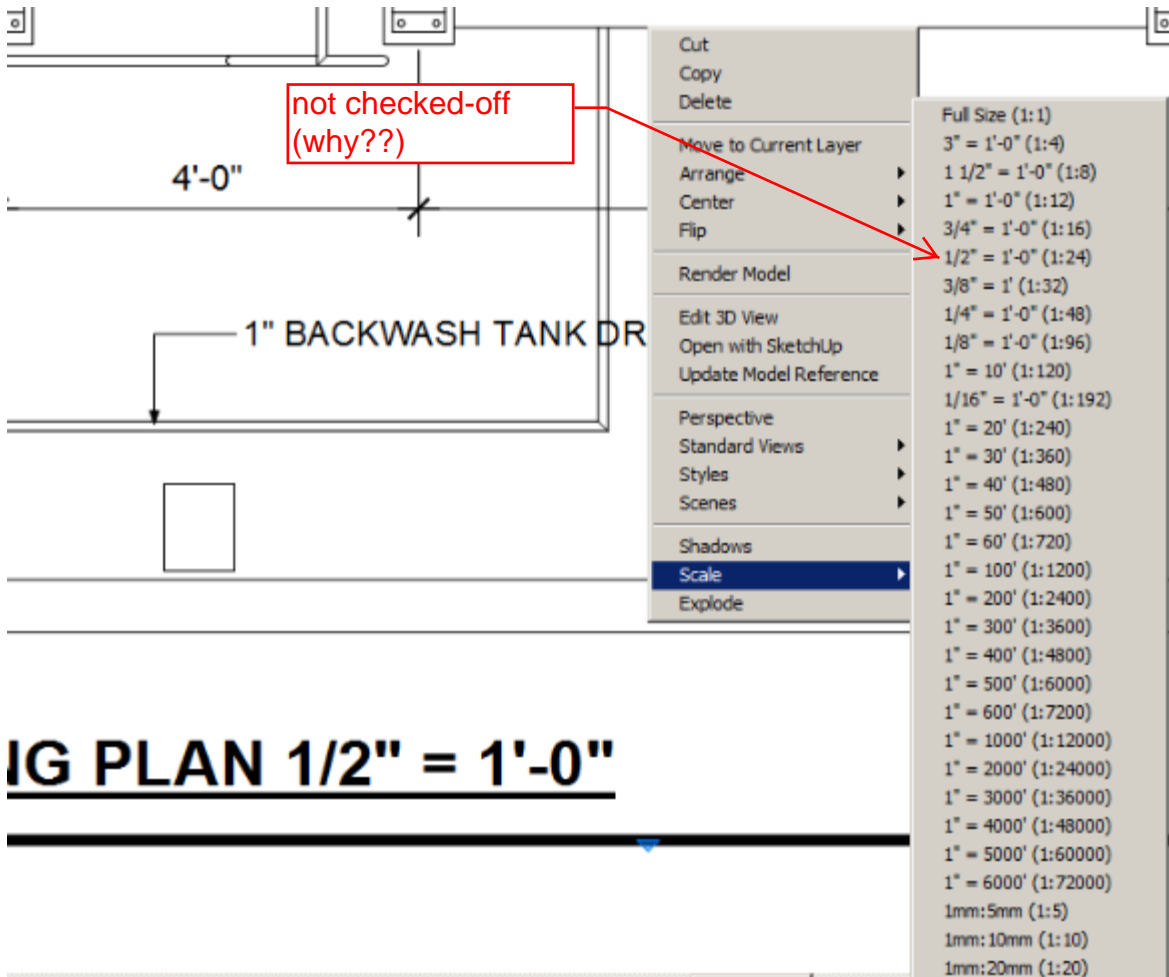 not checked-off
(why??)
4'-0"
1" BACKWASH TANK DR
NG PLAN 1/2" = 1'-0"
Cut
Copy
Delete
Move to Current Layer
Arrange
Center
Flip
Render Model
Edit 3D View
Open with SketchUp
Update Model Reference
Perspective
Standard Views
Styles
Scenes
Shadows
Scale
Explode
Full Size (1:1)
3" = 1'-0" (1:4)
1 1/2" = 1'-0" (1:8)
1" = 1'-0" (1:12)
3/4" = 1'-0" (1:16)
1/2" = 1'-0" (1:24)
3/8" = 1' (1:32)
1/4" = 1'-0" (1:48)
1/8" = 1'-0" (1:96)
1" = 10' (1:120)
1/16" = 1'-0" (1:192)
1" = 20' (1:240)
1" = 30' (1:360)
1" = 40' (1:480)
1" = 50' (1:600)
1" = 60' (1:720)
1" = 100' (1:1200)
1" = 200' (1:2400)
1" = 300' (1:3600)
1" = 400' (1:4800)
1" = 500' (1:6000)
1" = 600' (1:7200)
1" = 1000' (1:12000)
1" = 2000' (1:24000)
1" = 3000' (1:36000)
1" = 4000' (1:48000)
1" = 5000' (1:60000)
1" = 6000' (1:72000)
1mm:5mm (1:5)
1mm:10mm (1:10)
1mm:20mm (1:20)